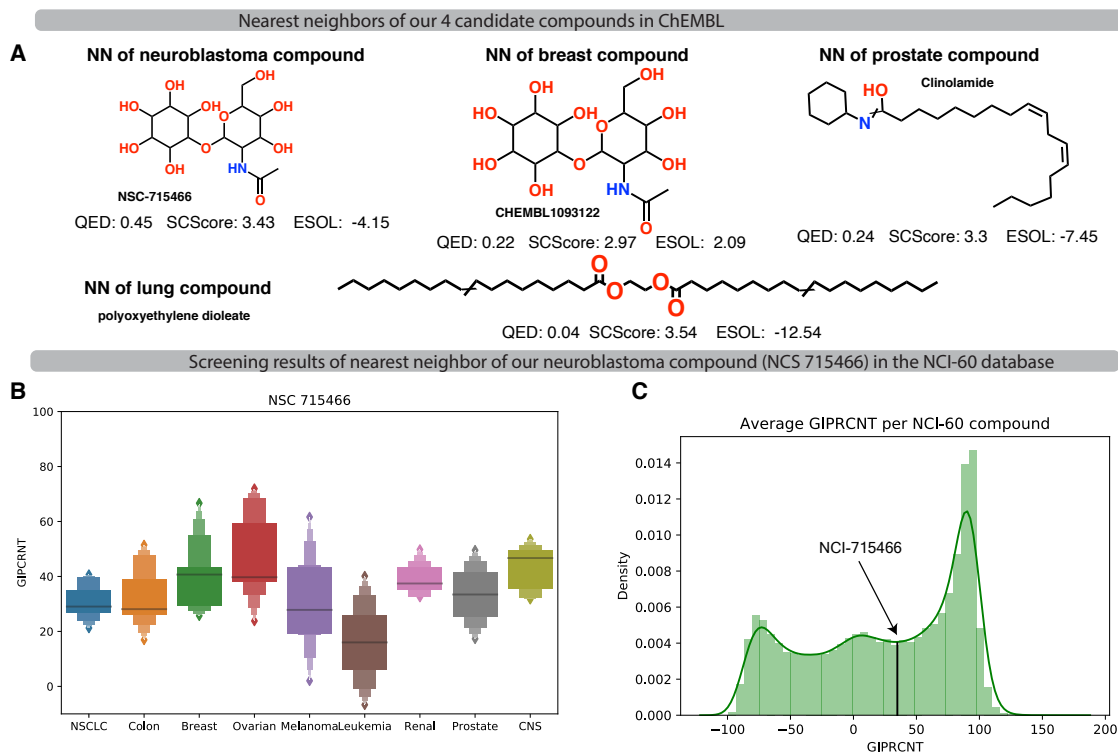 Nearest neighbors of our 4 candidate compounds in ChEMBL
A
NN of neuroblastoma compound
OH
OH
OH
OH
OH
OH
O
O
OH
OH
HN
O
NSC-715466
QED: 0.45 SCScore: 3.43 ESOL: -4.15
NN of breast compound
OH
OH
HO
OH
HO
OH
O
O
OH
OH
HN
O
CHEMBL1093122
QED: 0.22 SCScore: 2.97 ESOL: 2.09
NN of prostate compound
Clinolamide
HO
N
QED: 0.24 SCScore: 3.3 ESOL: -7.45
NN of lung compound
polyoxyethylene dioleate
O
O
O
O
QED: 0.04 SCScore: 3.54 ESOL: -12.54
Screening results of nearest neighbor of our neuroblastoma compound (NCS 715466) in the NCI-60 database
B
NSC 715466
GIPCRNT
100
80
60
40
20
0
NSCLC Colon Breast Ovarian Melanoma Leukemia Renal Prostate CNS
C
Average GIPRCNT per NCI-60 compound
NCI-715466
Density
0.014
0.012
0.010
0.008
0.006
0.004
0.002
0.000
−100 −50 0 50 100 150 200
GIPRCNT